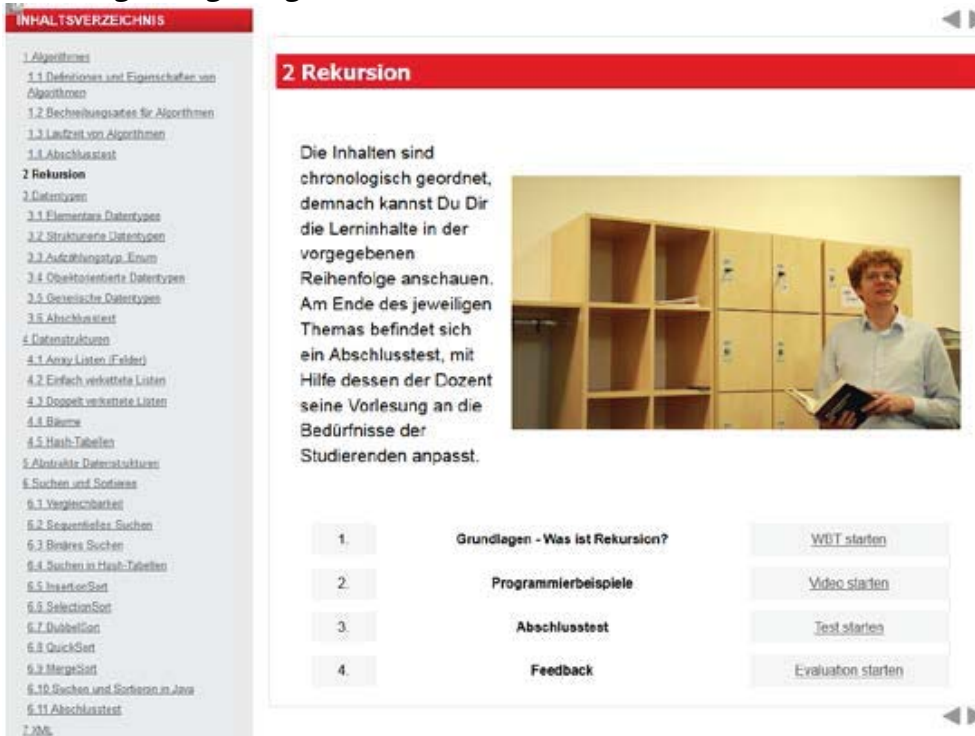 INHALTSVERZEICHNIS
1 Algorithmen
1.1 Definitionen und Eigenschaften von
Algorithmen
1.2 Bechreibungsarten für Algorithmen
1.3 Laufzeit von Algorithmen
1.4 Abschlusstest
2 Rekursion
3 Datentypen
3.1 Elementare Datentypes
3.2 Strukturierte Datentypen
3.3 Aufzählungstyp Enum
3.4 Objektorientierte Datentypen
3.5 Generische Datentypen
3.6 Abschlusstest
4 Datenstrukturen
4.1 Array Listen (Felder)
4.2 Einfach verkettete Listen
4.3 Doppelt verkettete Listen
4.4 Bäume
4.5 Hash-Tabellen
5 Abstrakte Datenstrukturen
6 Suchen und Sortieren
6.1 Vergleichbarkeit
6.2 Sequentielles Suchen
6.3 Binäres Suchen
6.4 Suchen in Hash-Tabellen
6.5 InsertionSort
6.6 SelectionSort
6.7 BubbelSort
6.8 QuickSort
6.9 MergeSort
6.10 Suchen und Sortieren in Java
6.11 Abschlusstest
7 XML
2 Rekursion
Die Inhalten sind
chronologisch geordnet,
demnach kannst Du Dir
die Lerninhalte in der
vorgegebenen
Reihenfolge anschauen.
Am Ende des jeweiligen
Themas befindet sich
ein Abschlusstest, mit
Hilfe dessen der Dozent
seine Vorlesung an die
Bedürfnisse der
Studierenden anpasst.
1. Grundlagen - Was ist Rekursion? WBT starten
2. Programmierbeispiele Video starten
3. Abschlusstest Test starten
4. Feedback Evaluation starten